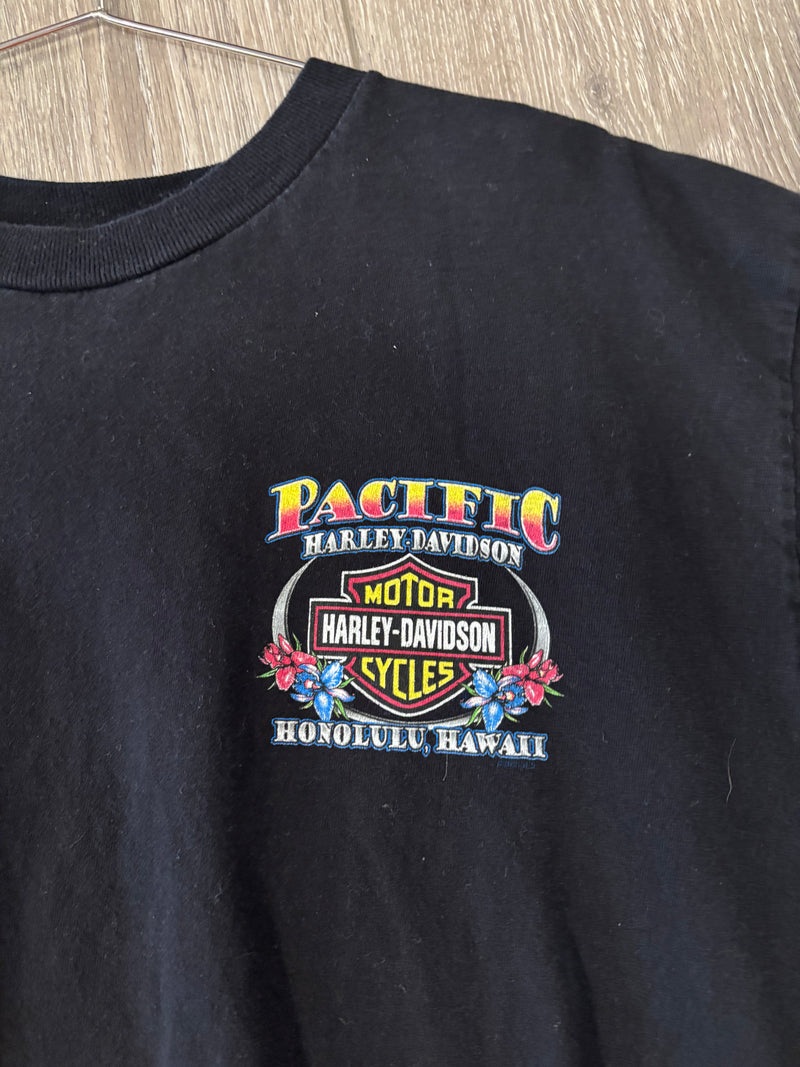 PACIFIC
HARLEY-DAVIDSON
MOTOR
HARLEY-DAVIDSON
CYCLES
HONOLULU, HAWAII